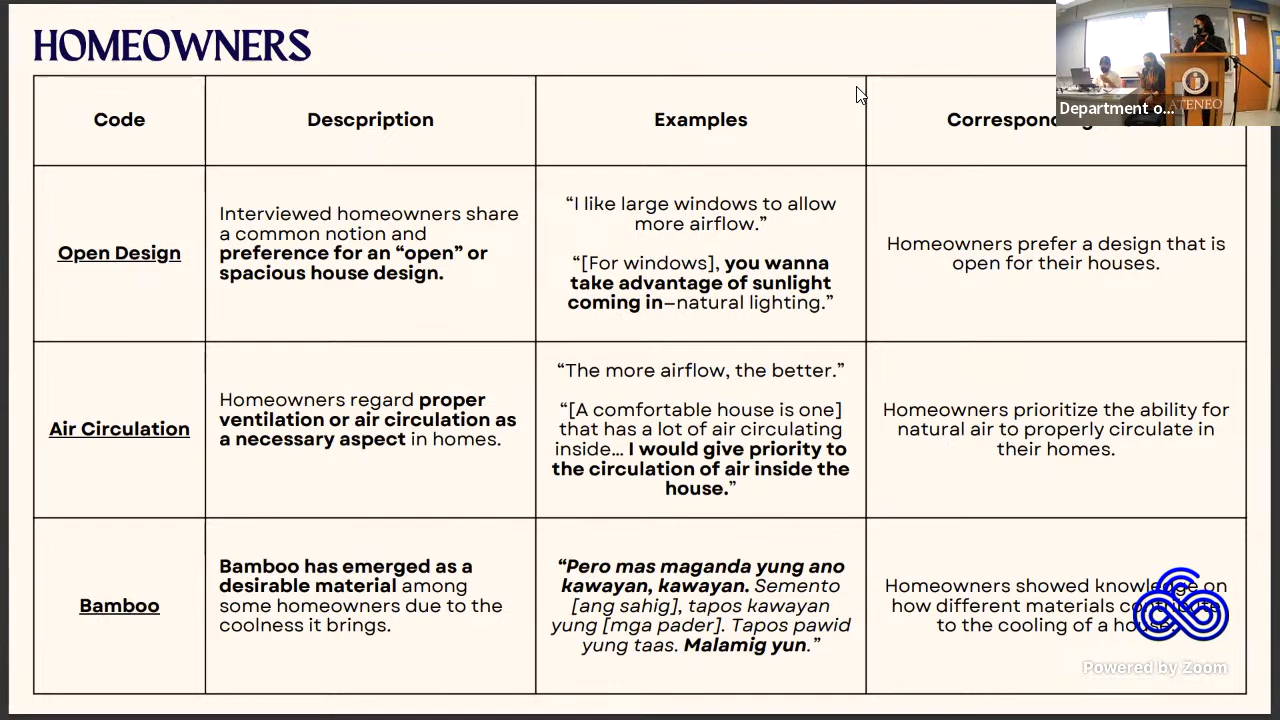 HOMEOWNERS
Department o...
ATENEO
Code
Descpription
Examples
Open Design
Interviewed homeowners share
a common notion and
preference for an “open” or
spacious house design.
“I like large windows to allow
more airflow.”
“[For windows], you wanna
take advantage of sunlight
coming in—natural lighting.”
Homeowners prefer a design that is
open for their houses.
Air Circulation
Homeowners regard proper
ventilation or air circulation as
a necessary aspect in homes.
“The more airflow, the better.”
“[A comfortable house is one]
that has a lot of air circulating
inside... I would give priority to
the circulation of air inside the
house.”
Homeowners prioritize the ability for
natural air to properly circulate in
their homes.
Bamboo
Bamboo has emerged as a
desirable material among
some homeowners due to the
coolness it brings.
“Pero mas maganda yung ano
kawayan, kawayan. Semento
[ang sahig], tapos kawayan
yung [mga pader]. Tapos pawid
yung taas. Malamig yun.”
Homeowners showed knowledge on
how different materials contribute
to the cooling of a house.
Powered by Zoom